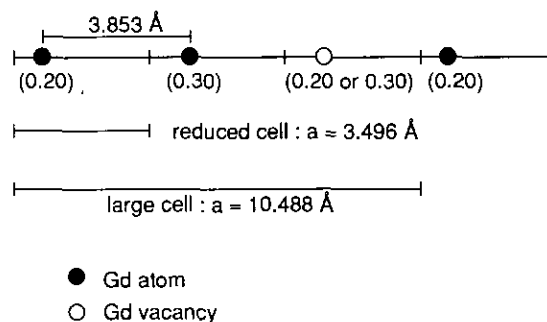 3.853 Å
(0.20) (0.30) (0.20 or 0.30) (0.20)
reduced cell : a = 3.496 Å
large cell : a = 10.488 Å
Gd atom
Gd vacancy